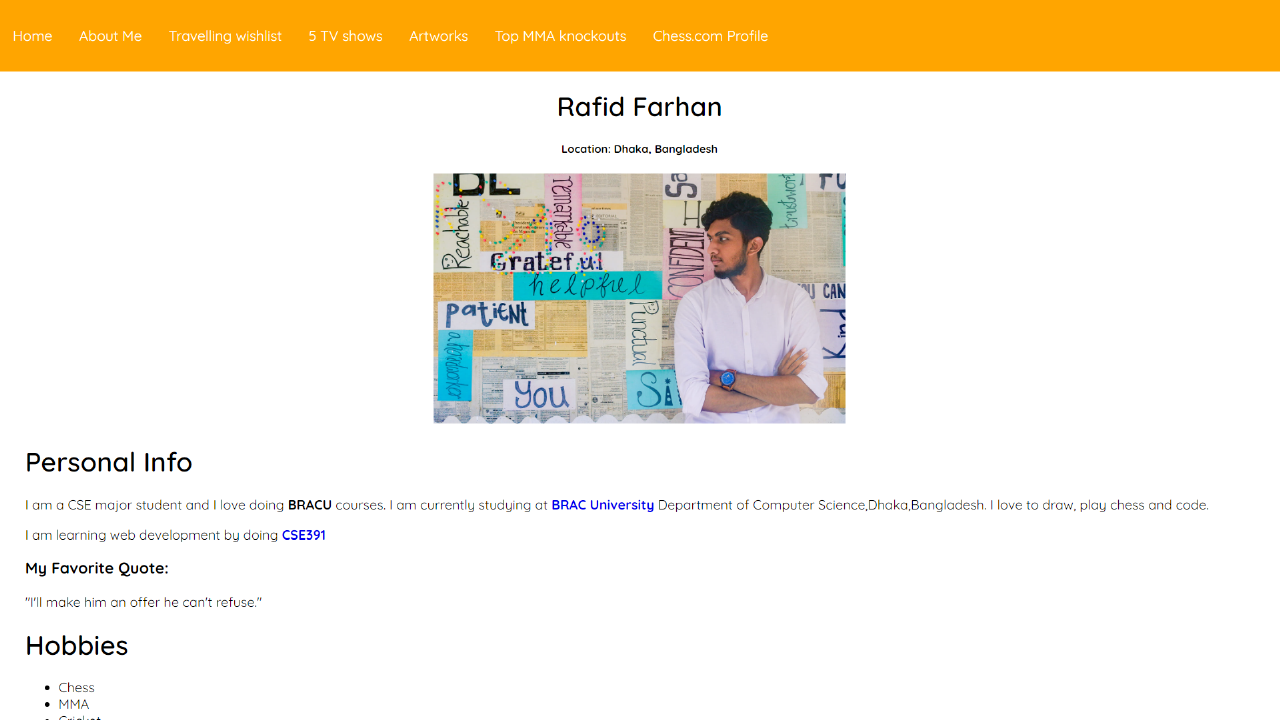 Home About Me Travelling wishlist 5 TV shows Artworks Top MMA knockouts Chess.com Profile
Rafid Farhan
Location: Dhaka, Bangladesh
Reachable
remarkable
Grateful
helpful
patient
Punctual
You
CONFIDENT
trustworthy
YOU CAN
Kind
Personal Info
I am a CSE major student and I love doing BRACU courses. I am currently studying at BRAC University Department of Computer Science,Dhaka,Bangladesh. I love to draw, play chess and code.
I am learning web development by doing CSE391
My Favorite Quote:
"I'll make him an offer he can't refuse."
Hobbies
Chess
MMA
Cricket